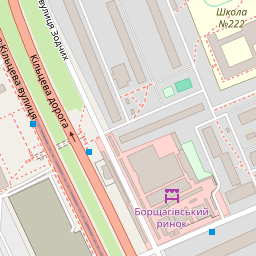 вулиця Зодчих
Школа
№222
Кільцева дорога
а Кільцева вулиця
Борщагівський
ринок